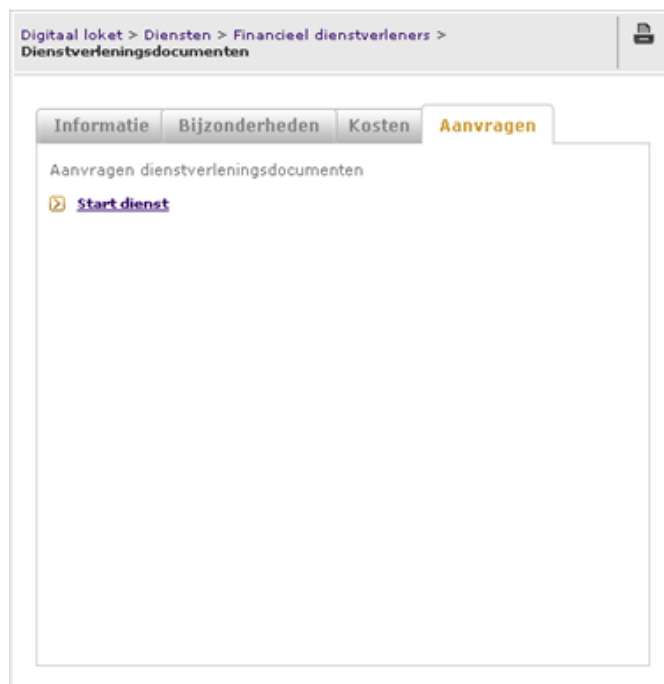 Digitaal loket > Diensten > Financieel dienstverleners >
Dienstverleningsdocumenten
Informatie Bijzonderheden Kosten Aanvragen
Aanvragen dienstverleningsdocumenten
Start dienst